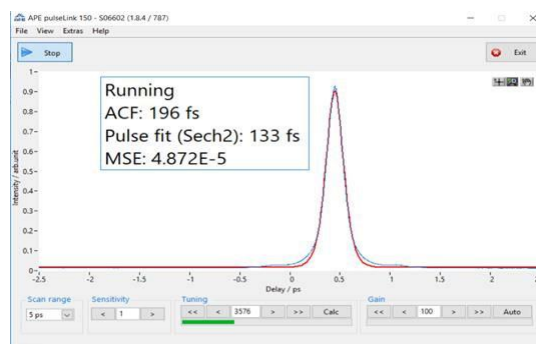 APE pulseLink 150 - S06602 (1.8.4 / 787)
File View Extras Help
Stop
Exit
Running
ACF: 196 fs
Pulse fit (Sech2): 133 fs
MSE: 4.872E-5
1-
0.9-
0.8-
0.7-
0.6-
0.5-
0.4-
0.3-
0.2-
0.1-
0-
Intensity / arb.unit
-2.5 -2 -1.5 -1 -0.5 0 0.5 1 1.5 2 2.5
Delay / ps
Scan range Sensitivity Tuning Gain
5 ps < 1 > << < 3576 > >> Calc << < 100 > >> Auto